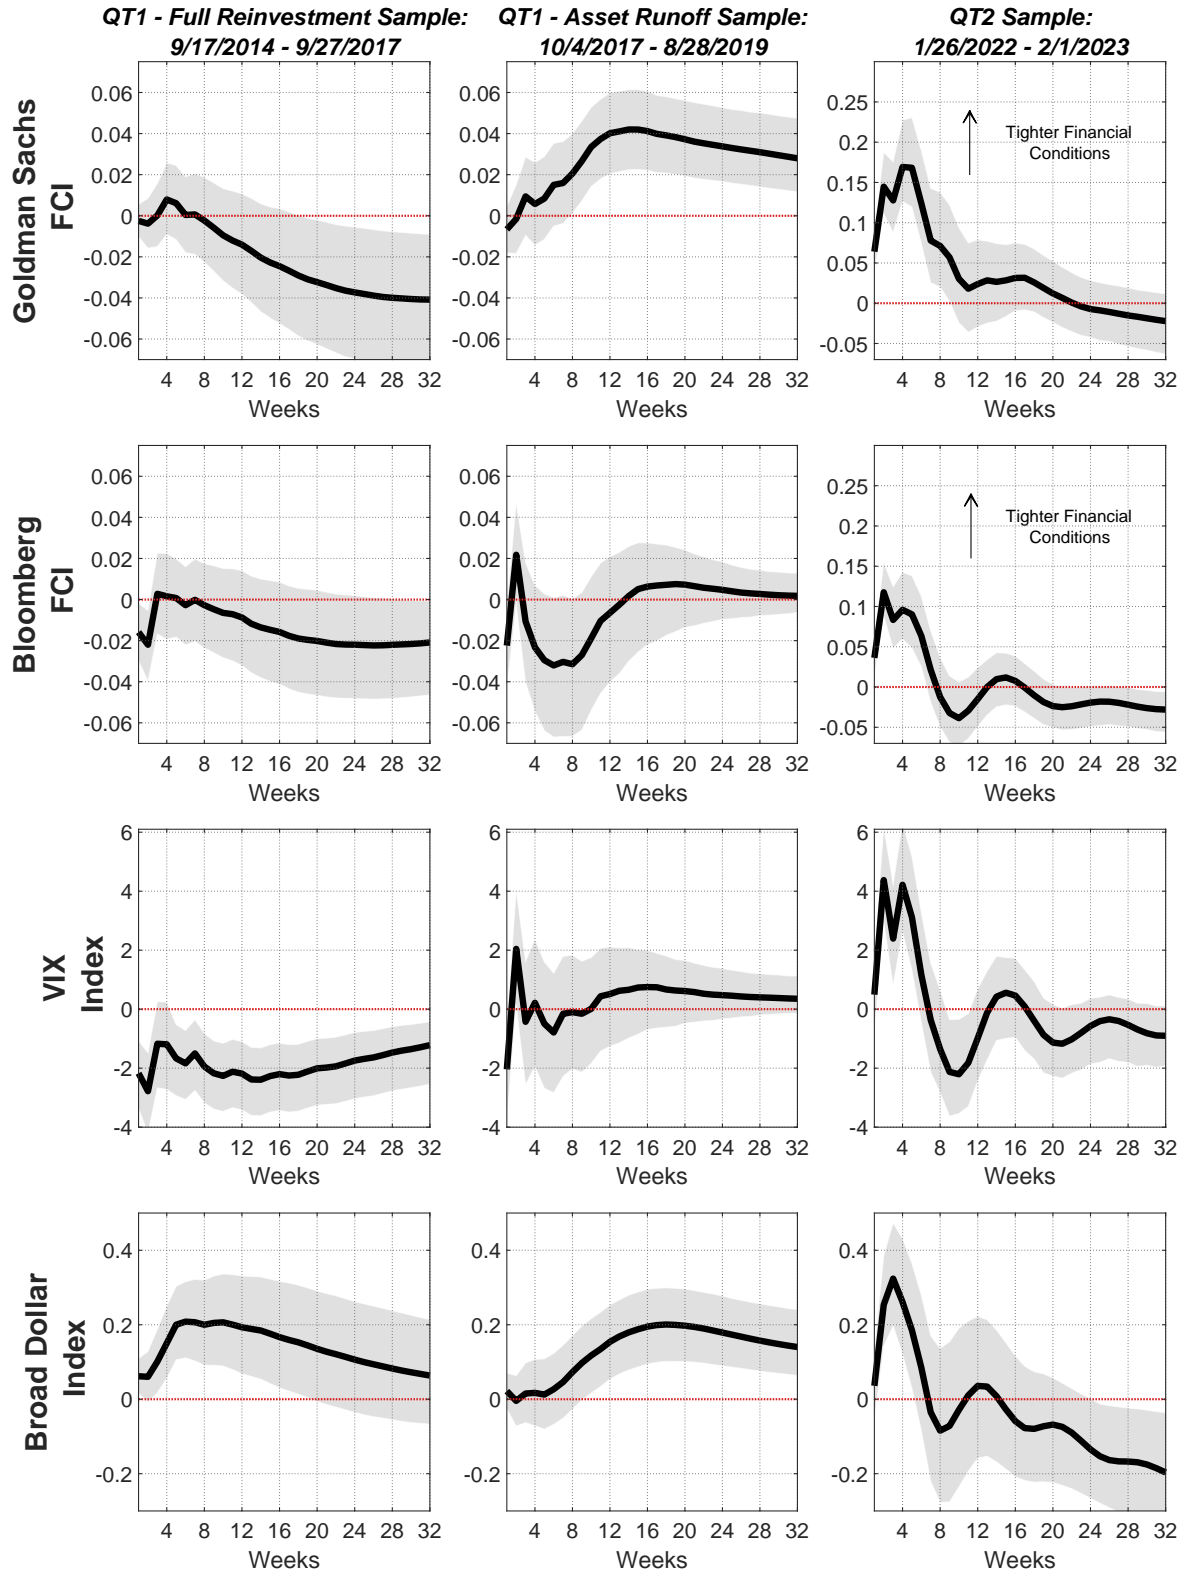 QT1 - Full Reinvestment Sample:
9/17/2014 - 9/27/2017
QT1 - Asset Runoff Sample:
10/4/2017 - 8/28/2019
QT2 Sample:
1/26/2022 - 2/1/2023
Goldman Sachs
FCI
0.06
0.04
0.02
0
-0.02
-0.04
-0.06
4 8 12 16 20 24 28 32
Weeks
0.06
0.04
0.02
0
-0.02
-0.04
-0.06
4 8 12 16 20 24 28 32
Weeks
0.25
0.2
0.15
0.1
0.05
0
-0.05
Tighter Financial
Conditions
4 8 12 16 20 24 28 32
Weeks
Bloomberg
FCI
0.06
0.04
0.02
0
-0.02
-0.04
-0.06
4 8 12 16 20 24 28 32
Weeks
0.06
0.04
0.02
0
-0.02
-0.04
-0.06
4 8 12 16 20 24 28 32
Weeks
0.25
0.2
0.15
0.1
0.05
0
-0.05
Tighter Financial
Conditions
4 8 12 16 20 24 28 32
Weeks
VIX
Index
6
4
2
0
-2
-4
4 8 12 16 20 24 28 32
Weeks
6
4
2
0
-2
-4
4 8 12 16 20 24 28 32
Weeks
6
4
2
0
-2
-4
4 8 12 16 20 24 28 32
Weeks
Broad Dollar
Index
0.4
0.2
0
-0.2
4 8 12 16 20 24 28 32
Weeks
0.4
0.2
0
-0.2
4 8 12 16 20 24 28 32
Weeks
0.4
0.2
0
-0.2
4 8 12 16 20 24 28 32
Weeks